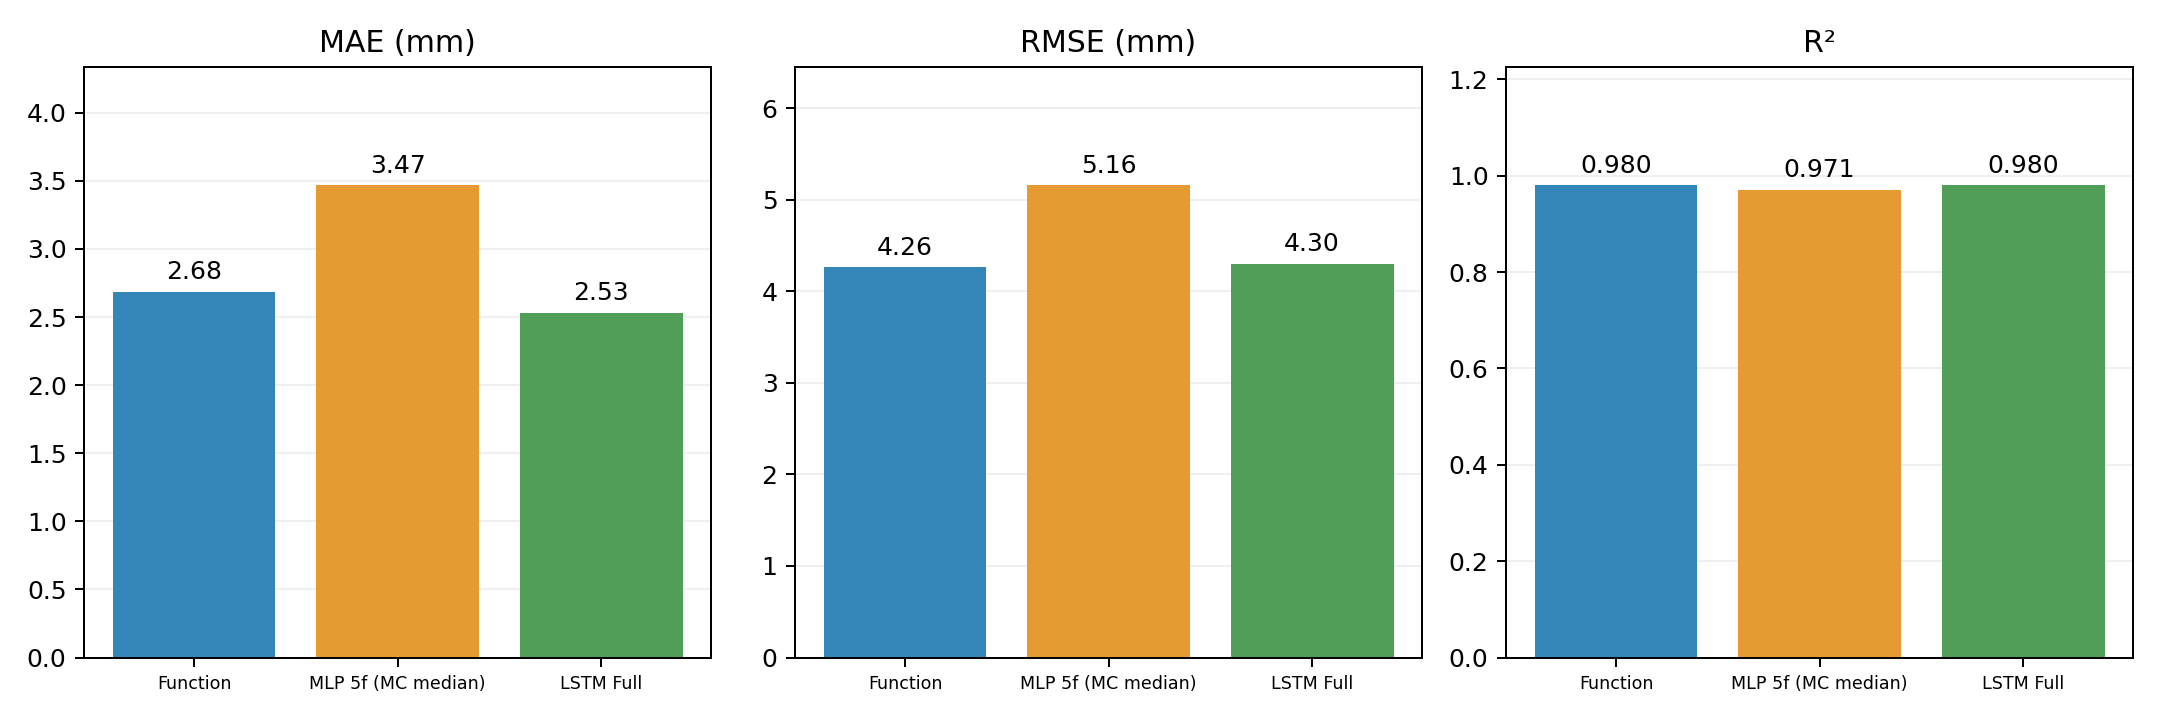 MAE (mm)
4.0
3.5
3.0
2.5
2.0
1.5
1.0
0.5
0.0
2.68
3.47
2.53
Function
MLP 5f (MC median)
LSTM Full
RMSE (mm)
6
5
4
3
2
1
0
4.26
5.16
4.30
Function
MLP 5f (MC median)
LSTM Full
R²
1.2
1.0
0.8
0.6
0.4
0.2
0.0
0.980
0.971
0.980
Function
MLP 5f (MC median)
LSTM Full